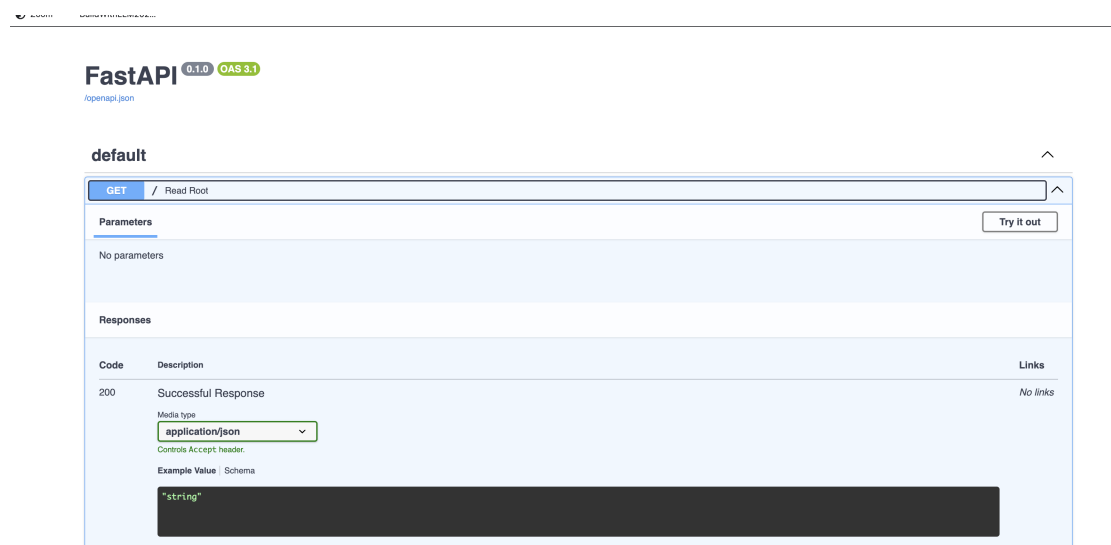 FastAPI 0.1.0 OAS 3.1
/openapi.json
default
GET / Read Root
Parameters Try it out
No parameters
Responses
Code Description Links
200 Successful Response No links
Media type
application/json
Controls Accept header.
Example Value Schema
"string"